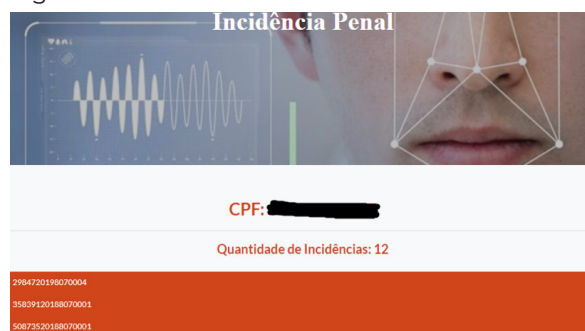 Incidência Penal
CPF:
Quantidade de Incidências: 12
2984720198070004
35839120188070001
50873520188070001